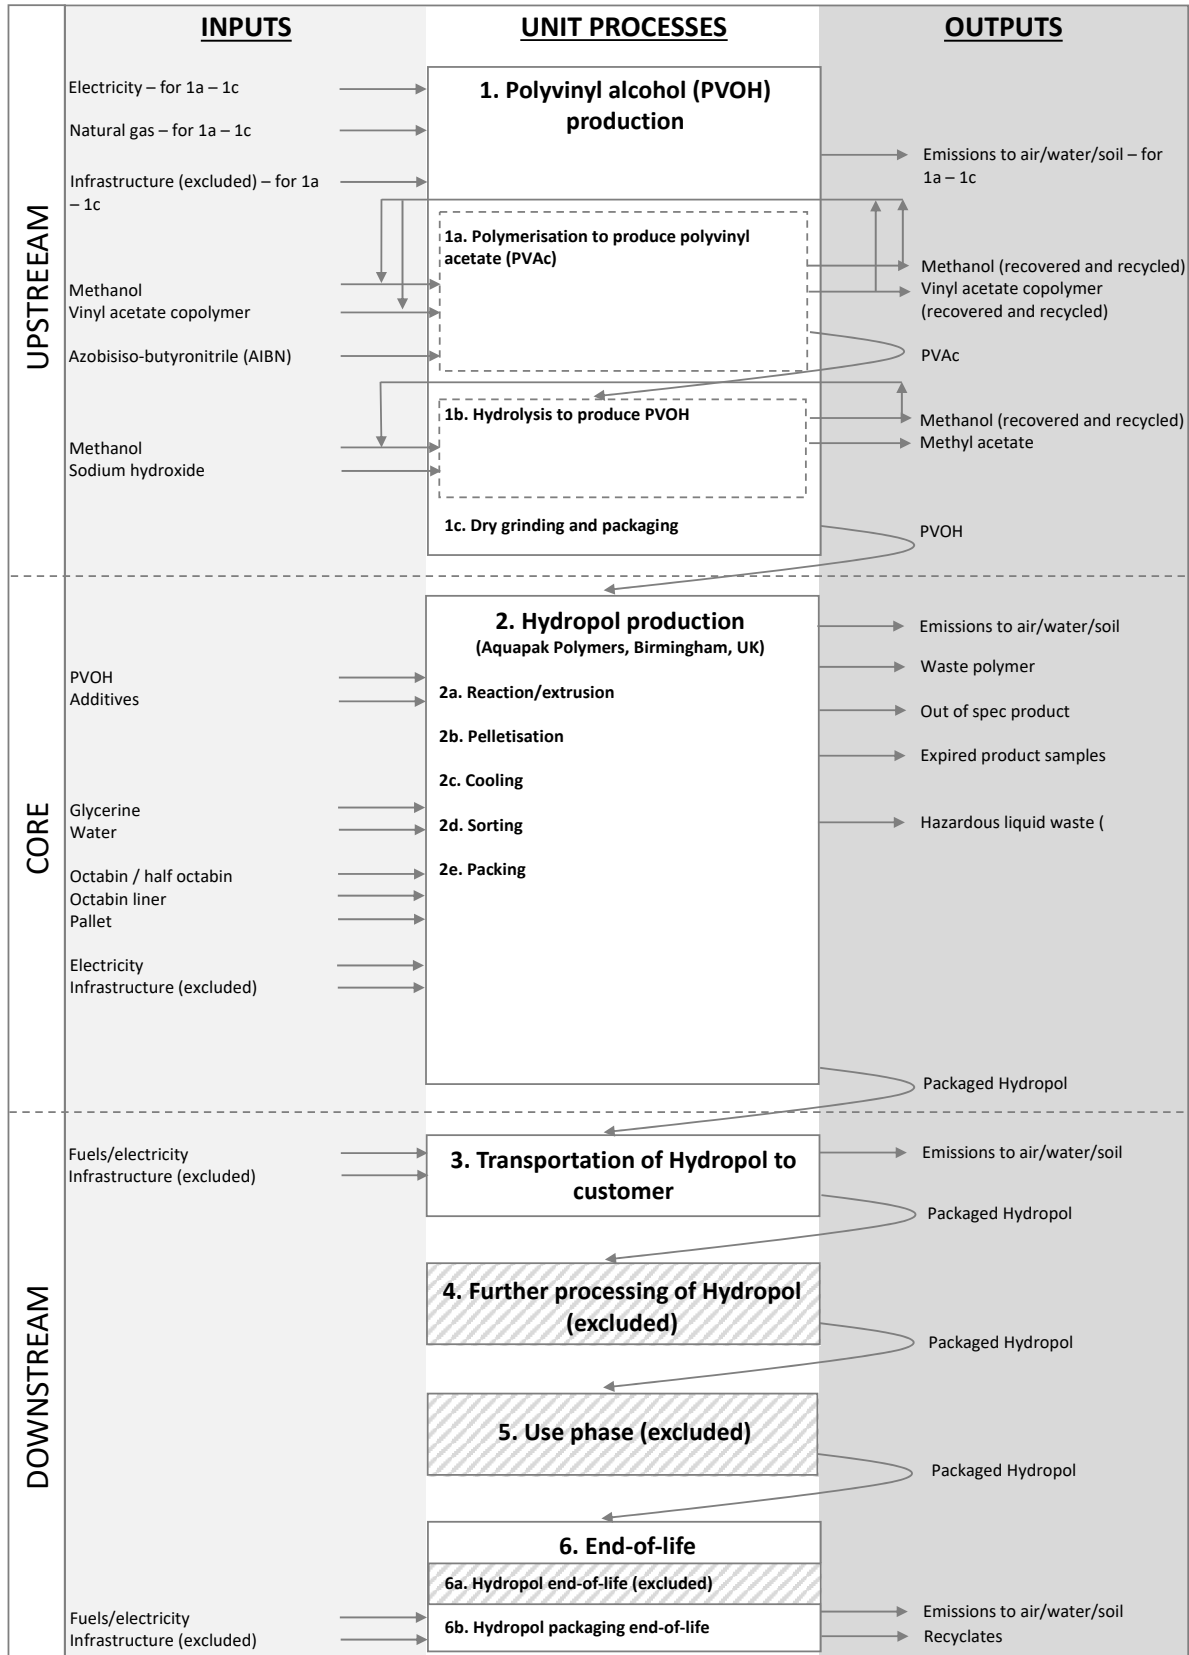 INPUTS
UNIT PROCESSES
OUTPUTS
UPSTREEAM
Electricity – for 1a – 1c
Natural gas – for 1a – 1c
Infrastructure (excluded) – for 1a
– 1c
Methanol
Vinyl acetate copolymer
Azobisiso-butyronitrile (AIBN)
Methanol
Sodium hydroxide
1. Polyvinyl alcohol (PVOH)
production
1a. Polymerisation to produce polyvinyl
acetate (PVAc)
1b. Hydrolysis to produce PVOH
1c. Dry grinding and packaging
Emissions to air/water/soil – for
1a – 1c
Methanol (recovered and recycled)
Vinyl acetate copolymer
(recovered and recycled)
PVAc
Methanol (recovered and recycled)
Methyl acetate
PVOH
CORE
PVOH
Additives
Glycerine
Water
Octabin / half octabin
Octabin liner
Pallet
Electricity
Infrastructure (excluded)
2. Hydropol production
(Aquapak Polymers, Birmingham, UK)
2a. Reaction/extrusion
2b. Pelletisation
2c. Cooling
2d. Sorting
2e. Packing
Emissions to air/water/soil
Waste polymer
Out of spec product
Expired product samples
Hazardous liquid waste (
Packaged Hydropol
DOWNSTREAM
Fuels/electricity
Infrastructure (excluded)
3. Transportation of Hydropol to
customer
Emissions to air/water/soil
Packaged Hydropol
4. Further processing of Hydropol
(excluded)
Packaged Hydropol
5. Use phase (excluded)
Packaged Hydropol
6. End-of-life
6a. Hydropol end-of-life (excluded)
Fuels/electricity
Infrastructure (excluded)
6b. Hydropol packaging end-of-life
Emissions to air/water/soil
Recyclates